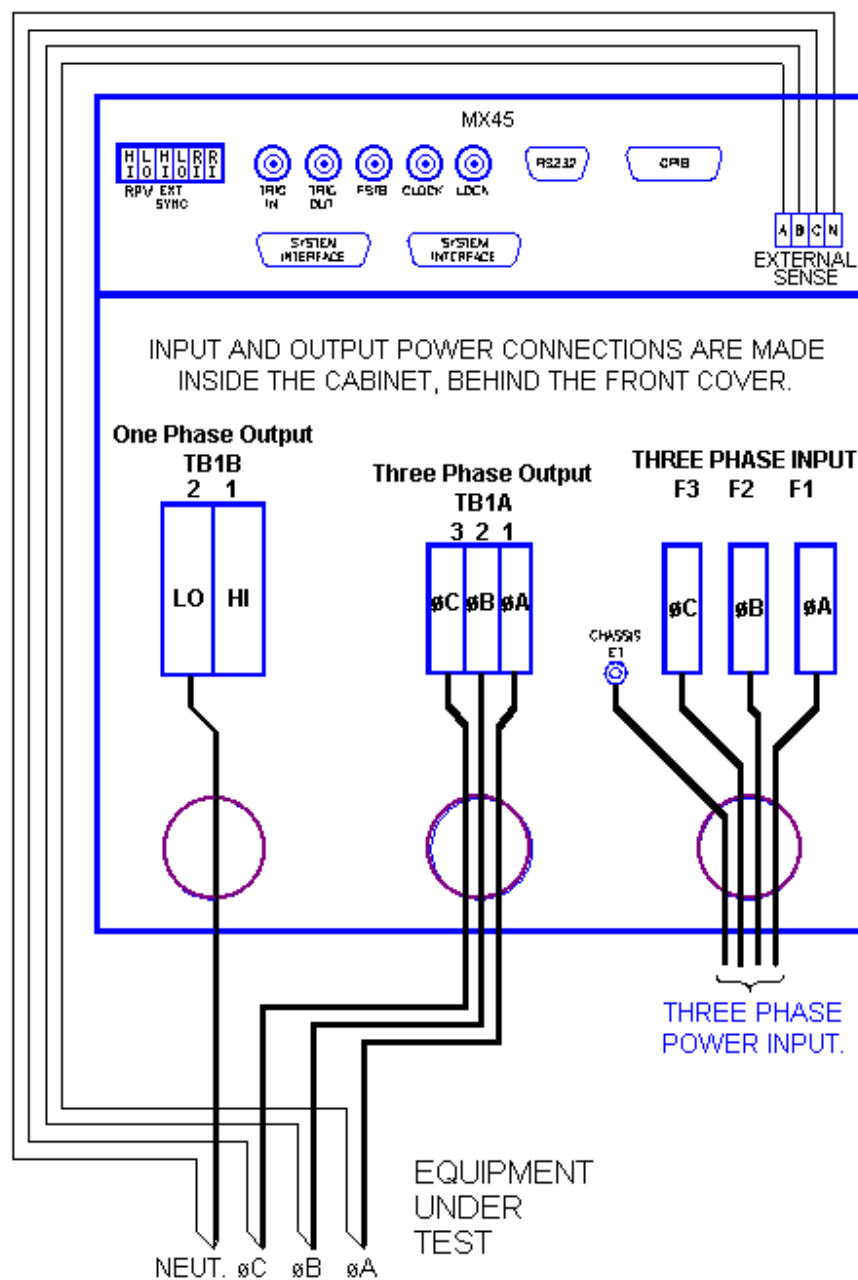 MX45
H L H L R R
I O I O I I
RPV EXT
SYNC
TRIG
IN
TRIG
OUT
FSTB
CLOCK
LOCK
RS232
GPIB
SYSTEM
INTERFACE
SYSTEM
INTERFACE
A B C N
EXTERNAL
SENSE
INPUT AND OUTPUT POWER CONNECTIONS ARE MADE
INSIDE THE CABINET, BEHIND THE FRONT COVER.
One Phase Output
TB1B
2 1
LO HI
Three Phase Output
TB1A
3 2 1
øC øB øA
THREE PHASE INPUT
F3 F2 F1
øC øB øA
CHASSIS
E1
THREE PHASE
POWER INPUT.
EQUIPMENT
UNDER
TEST
NEUT. øC øB øA